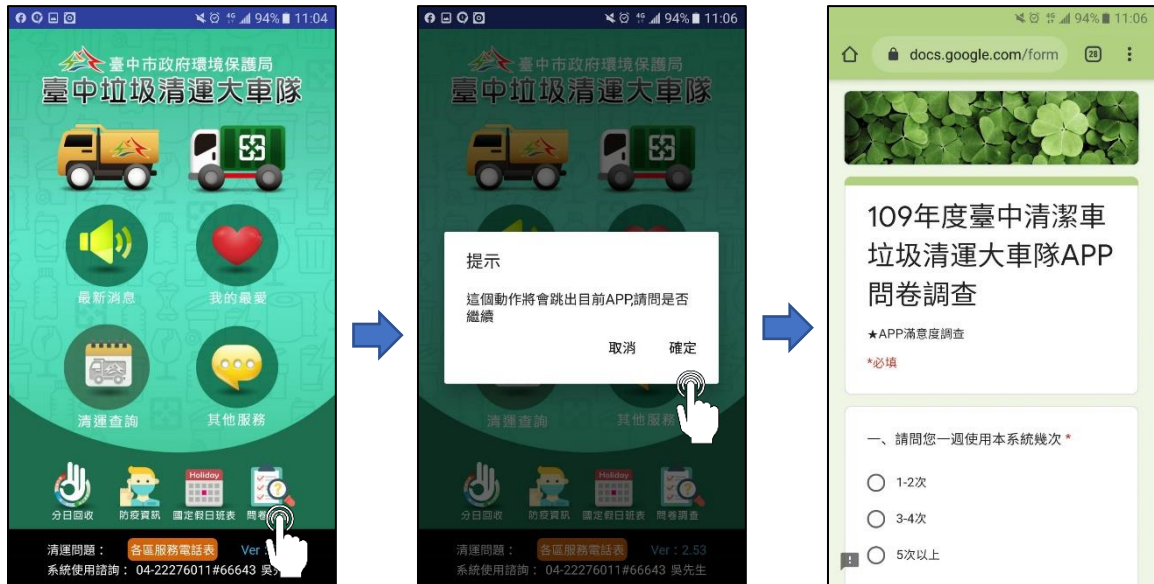 94% 11:04
臺中市政府環境保護局
臺中垃圾清運大車隊
最新消息
我的最愛
清運查詢
其他服務
Holiday
分日回收
防疫資訊
國定假日班表
清運問題：
各區服務電話表
Ver
系統使用諮詢： 04-22276011#66643 吳
94% 11:06
臺中市政府環境保護局
臺中垃圾清運大車隊
提示
這個動作將會跳出目前APP,請問是否
繼續
取消
確定
清運查詢
其他服務
Holiday
分日回收
防疫資訊
國定假日班表
問卷調查
清運問題：
各區服務電話表
Ver : 2.53
系統使用諮詢： 04-22276011#66643 吳先生
94% 11:06
docs.google.com/form
28
109年度臺中清潔車
垃圾清運大車隊APP
問卷調查
★APP滿意度調查
*必填
一、請問您一週使用本系統幾次 *
1-2次
3-4次
5次以上